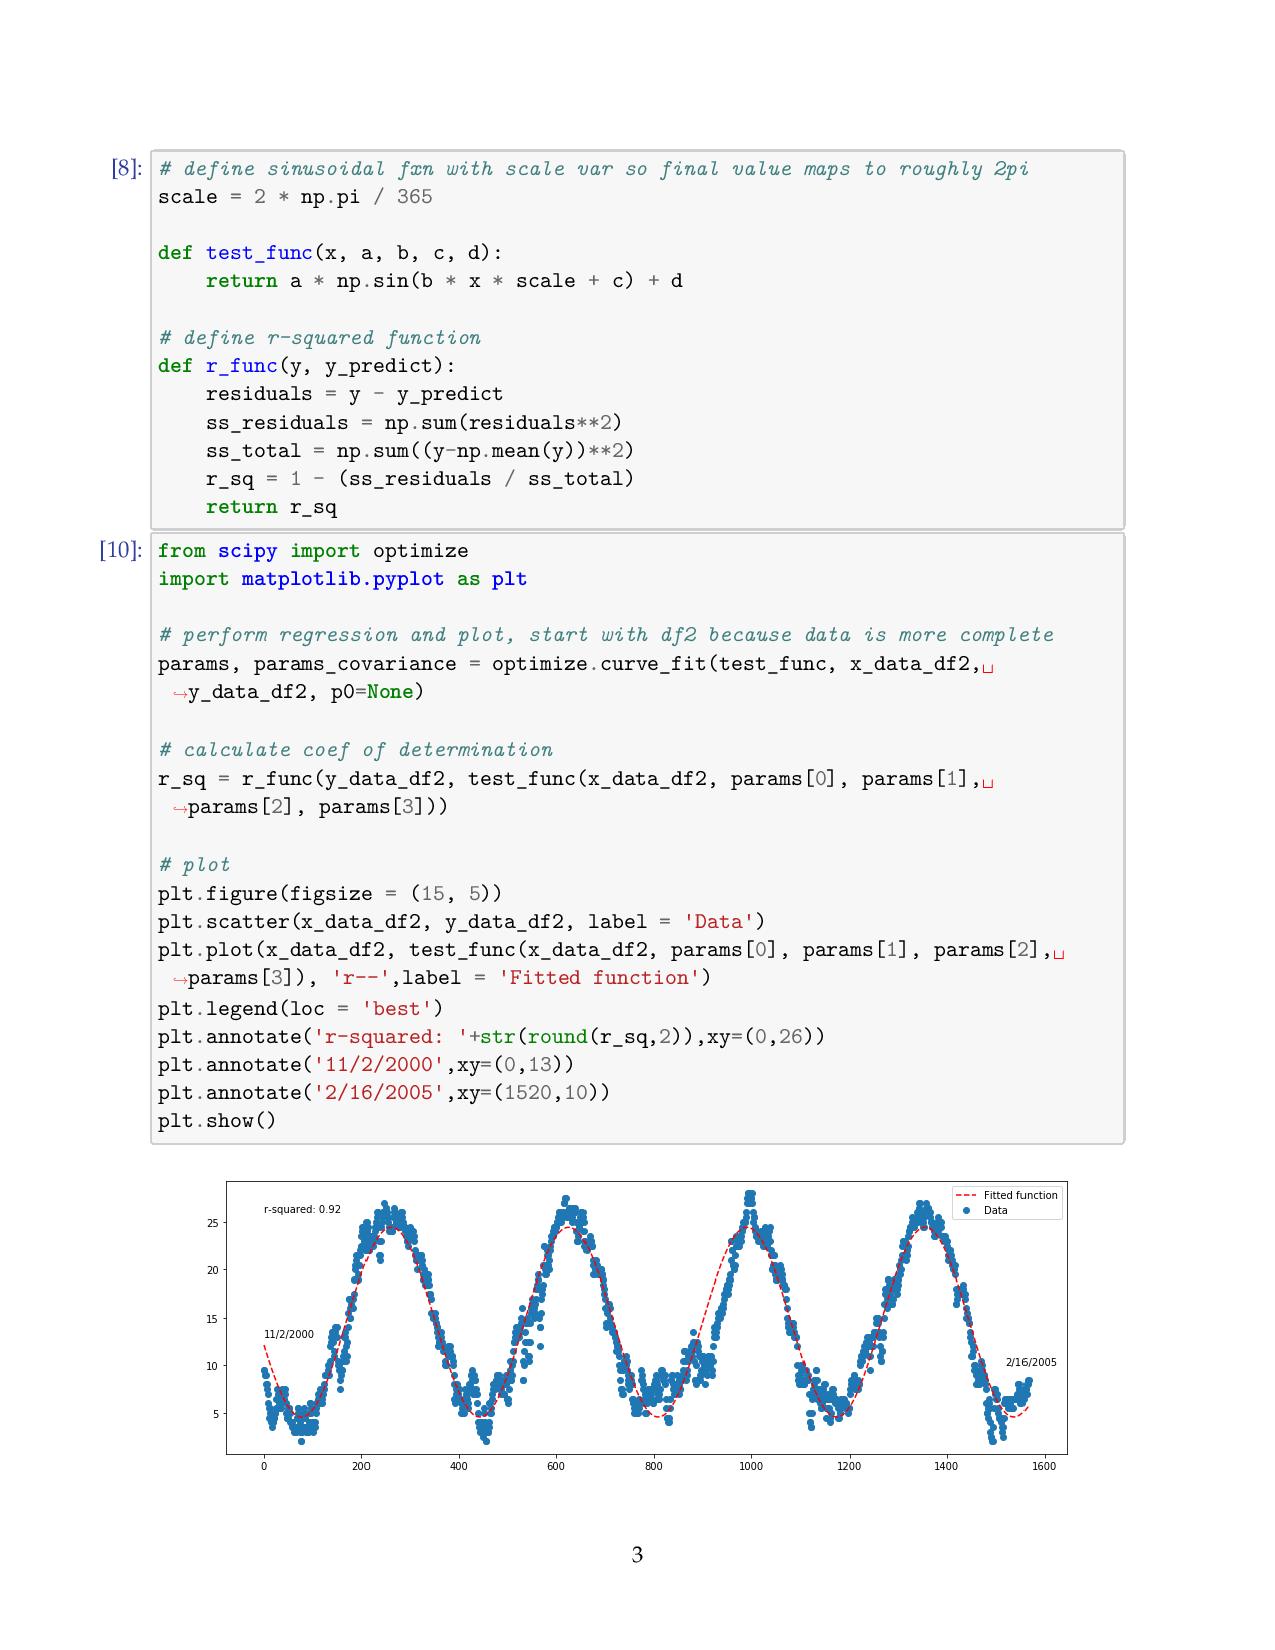 [8]: # define sinusoidal fxn with scale var so final value maps to roughly 2pi
scale = 2 * np.pi / 365
def test_func(x, a, b, c, d):
    return a * np.sin(b * x * scale + c) + d
# define r-squared function
def r_func(y, y_predict):
    residuals = y - y_predict
    ss_residuals = np.sum(residuals**2)
    ss_total = np.sum((y-np.mean(y))**2)
    r_sq = 1 - (ss_residuals / ss_total)
    return r_sq
[10]: from scipy import optimize
import matplotlib.pyplot as plt
# perform regression and plot, start with df2 because data is more complete
params, params_covariance = optimize.curve_fit(test_func, x_data_df2,␣
↪y_data_df2, p0=None)
# calculate coef of determination
r_sq = r_func(y_data_df2, test_func(x_data_df2, params[0], params[1],␣
↪params[2], params[3]))
# plot
plt.figure(figsize = (15, 5))
plt.scatter(x_data_df2, y_data_df2, label = 'Data')
plt.plot(x_data_df2, test_func(x_data_df2, params[0], params[1], params[2],␣
↪params[3]), 'r--',label = 'Fitted function')
plt.legend(loc = 'best')
plt.annotate('r-squared: '+str(round(r_sq,2)),xy=(0,26))
plt.annotate('11/2/2000',xy=(0,13))
plt.annotate('2/16/2005',xy=(1520,10))
plt.show()
Fitted function
Data
r-squared: 0.92
25
20
15
11/2/2000
2/16/2005
10
5
0 200 400 600 800 1000 1200 1400 1600
3